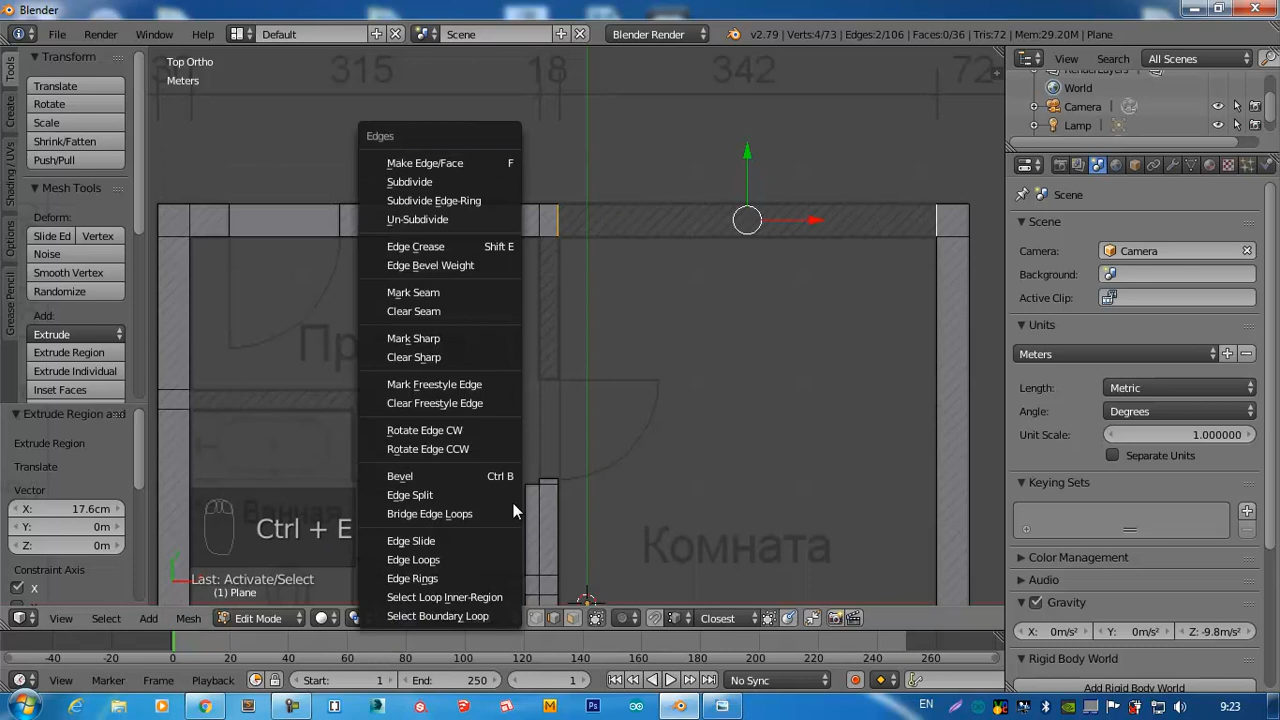 Blender
File Render Window Help Default Scene Blender Render v2.79 | Verts:4/73 | Edges:2/106 | Faces:0/36 | Tris:72 | Mem:29.20M | Plane
Tools
Create
Shading / UVs
Options
Grease Pencil
Transform
Translate
Rotate
Scale
Shrink/Fatten
Push/Pull
Mesh Tools
Deform:
Slide Ed Vertex
Noise
Smooth Vertex
Randomize
Add:
Extrude
Extrude Region
Extrude Individual
Inset Faces
Extrude Region and
Extrude Region
Translate
Vector
X: 17.6cm
Y: 0m
Z: 0m
Constraint Axis
X
Top Ortho
Meters
315 18 342 72
Edges
Make Edge/Face F
Subdivide
Subdivide Edge-Ring
Un-Subdivide
Edge Crease Shift E
Edge Bevel Weight
Mark Seam
Clear Seam
Mark Sharp
Clear Sharp
Mark Freestyle Edge
Clear Freestyle Edge
Rotate Edge CW
Rotate Edge CCW
Bevel Ctrl B
Edge Split
Bridge Edge Loops
Edge Slide
Edge Loops
Edge Rings
Select Loop Inner-Region
Select Boundary Loop
Комната
Ctrl + E
Last: Activate/Select
(1) Plane
View Select Add Mesh Edit Mode Closest
-40 -20 0 20 40 60 80 100 120 140 160 180 200 220 240 260
View Marker Frame Playback Start: 1 End: 250 1 No Sync
View Search All Scenes
RenderLayers
World
Camera
Lamp
Scene
Scene
Camera: Camera
Background:
Active Clip:
Units
Meters
Length: Metric
Angle: Degrees
Unit Scale: 1.000000
Separate Units
Keying Sets
Color Management
Audio
Gravity
X: 0m/s² Y: 0m/s² Z: -9.8m/s²
Rigid Body World
Add Rigid Body World
EN 9:23